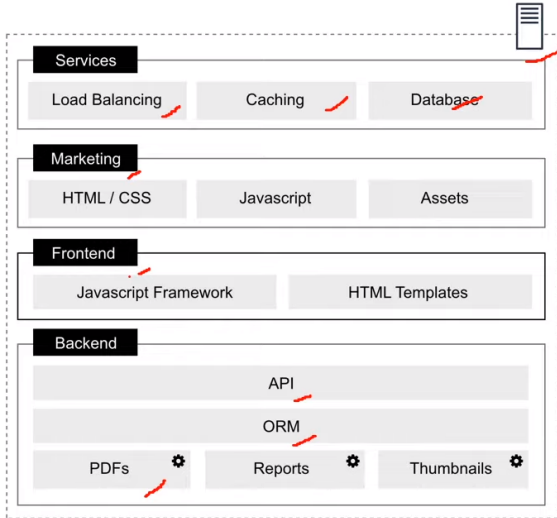 Services
Load Balancing
Caching
Database
Marketing
HTML / CSS
Javascript
Assets
Frontend
Javascript Framework
HTML Templates
Backend
API
ORM
PDFs
Reports
Thumbnails